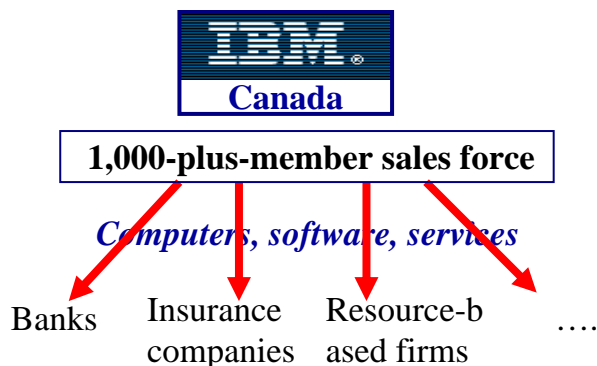 IBM®
Canada
1,000-plus-member sales force
Computers, software, services
Banks
Insurance
companies
Resource-b
ased firms
….